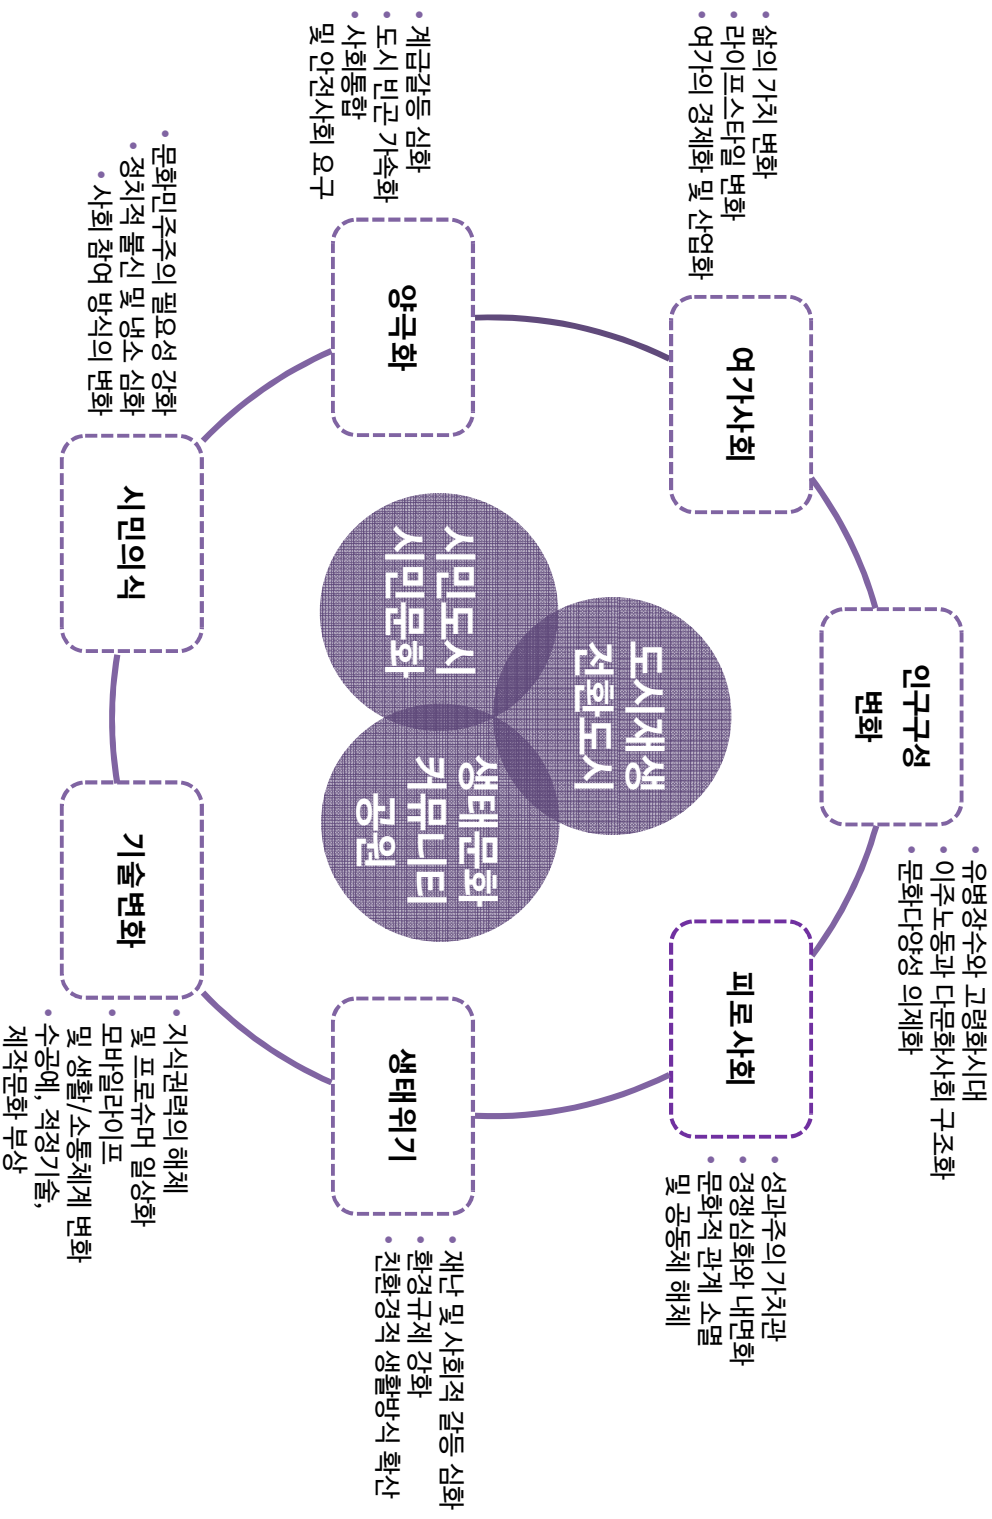 인구구성
변화
• 유병장수와 고령화시대
• 이주노동과 다문화사회 구조화
• 문화다양성 의제화
피로사회
• 성과주의 가치관
• 경쟁심화와 내면화
• 문화적 관계 소멸
및 공동체 해체
생태위기
• 재난 및 사회적 갈등 심화
• 환경규제 강화
• 친환경적 생활방식 확산
기술변화
• 지식권력의 해체
및 프로슈머 일상화
• 모바일라이프
및 생활/소통체계 변화
• 수공예, 적정기술,
제작문화 부상
시민의식
• 문화민주주의 필요성 강화
• 정치적 불신 및 냉소 심화
• 사회 참여 방식의 변화
양극화
• 계급갈등 심화
• 도시 빈곤 가속화
• 사회통합
및 안전사회 요구
여가사회
• 삶의 가치 변화
• 라이프스타일 변화
• 여가의 경제화 및 산업화
도시재생
전환도시
시민도시
시민문화
생태문화
커뮤니티
공원